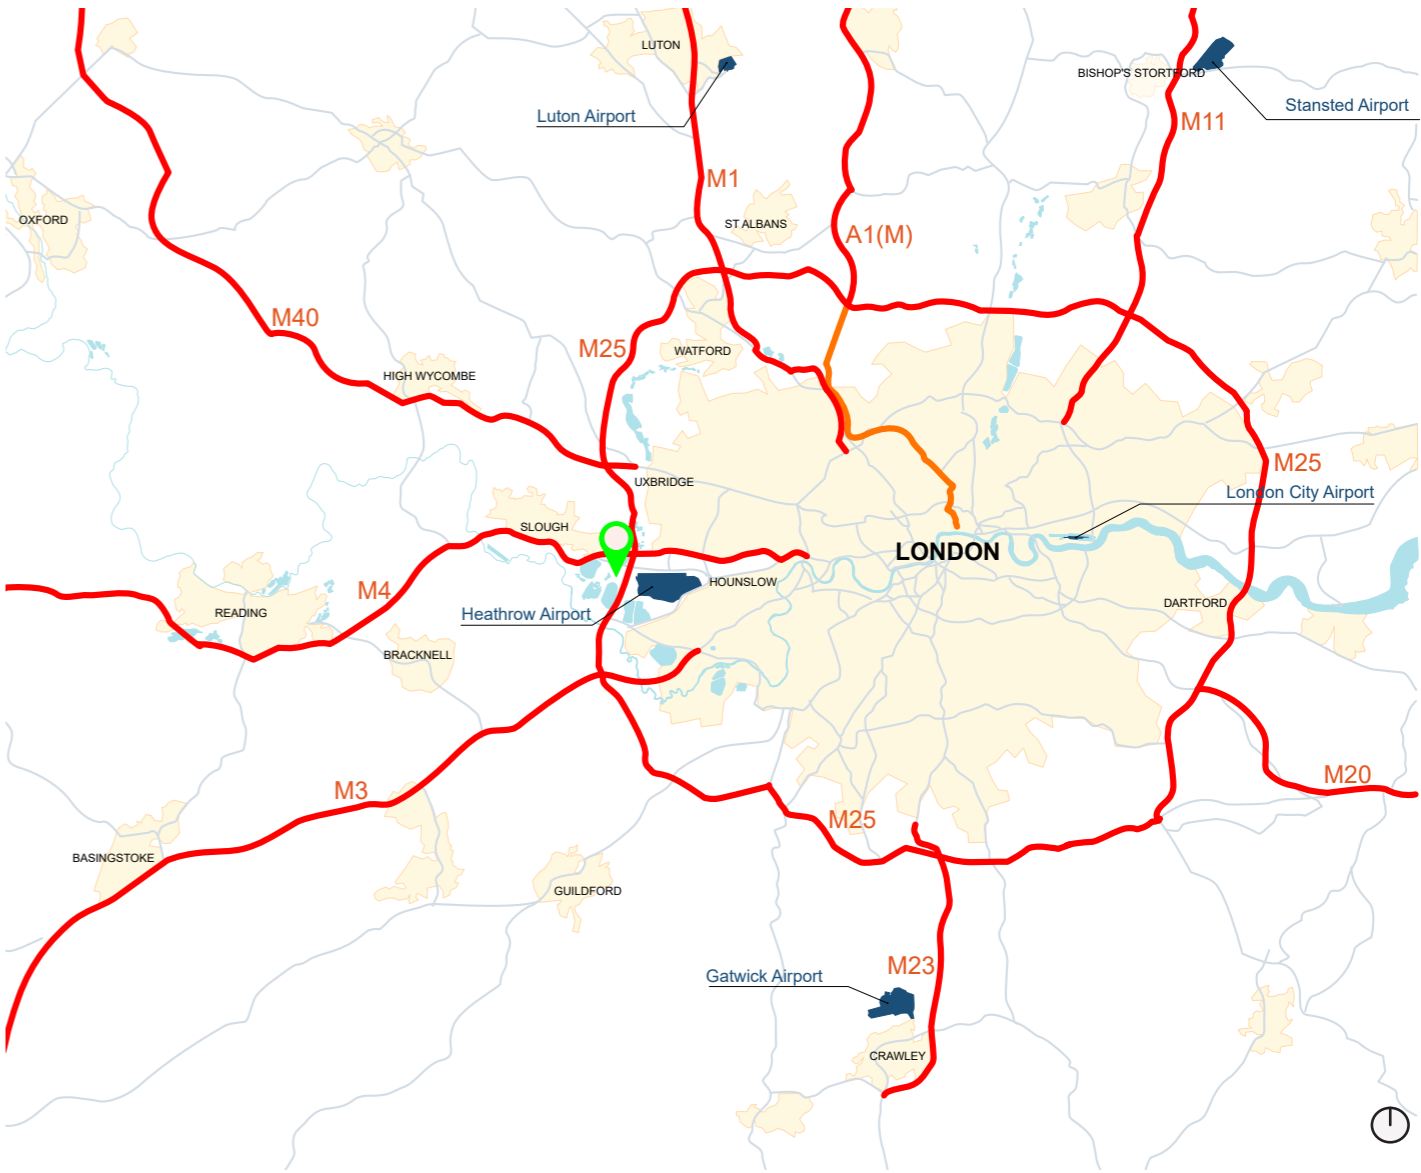 LUTON
BISHOP'S STORTFORD
Stansted Airport
Luton Airport
M11
M1
OXFORD
ST ALBANS
A1(M)
M40
M25
WATFORD
HIGH WYCOMBE
M25
UXBRIDGE
London City Airport
SLOUGH
LONDON
HOUNSLOW
M4
READING
Heathrow Airport
DARTFORD
BRACKNELL
M20
M3
M25
BASINGSTOKE
GUILDFORD
M23
Gatwick Airport
CRAWLEY